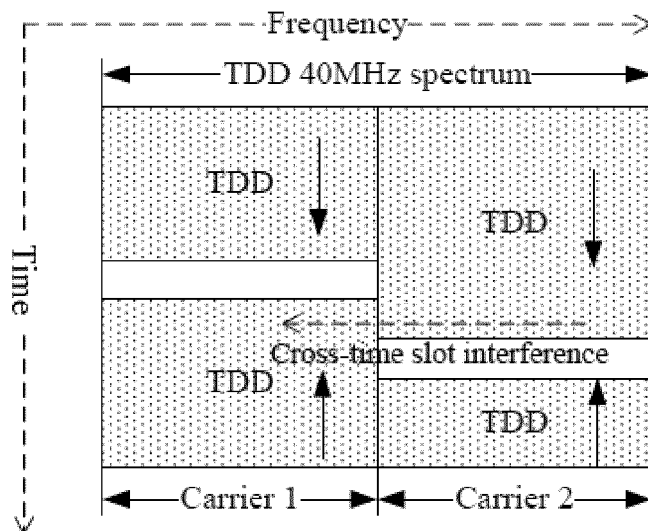 Frequency
TDD 40MHz spectrum
TDD
TDD
Time
Cross-time slot interference
TDD
TDD
Carrier 1
Carrier 2